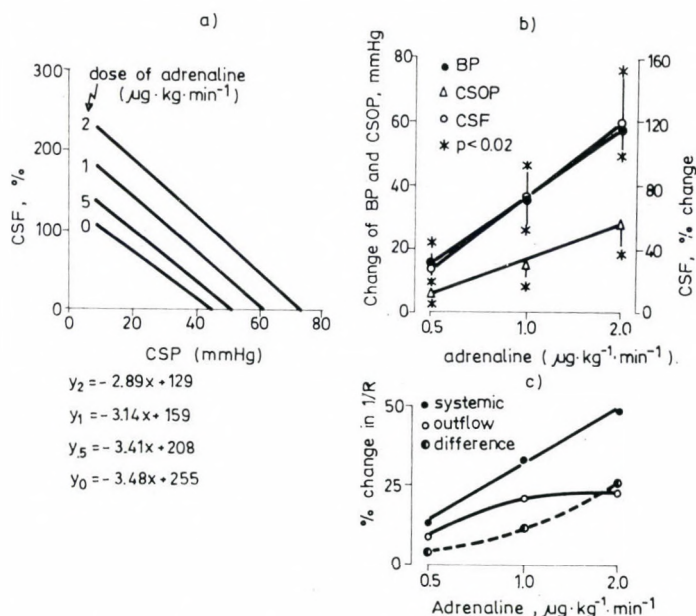 a)
300
200
100
0
CSF, %
dose of adrenaline
(μg·kg·min⁻¹)
2
1
5
0
0 20 40 60 80
CSP (mmHg)
y₂=-2.89x+129
y₁=-3.14x+159
y.₅=-3.41x+208
y₀=-3.48x+255
b)
80
60
40
20
0
Change of BP and CSOP, mmHg
BP
CSOP
CSF
p<0.02
160
120
80
40
0
CSF, % change
0.5 1.0 2.0
adrenaline (μg·kg⁻¹·min⁻¹).
c)
50
25
0
% change in 1/R
systemic
outflow
difference
0.5 1.0 2.0
Adrenaline, μg·kg⁻¹·min⁻¹